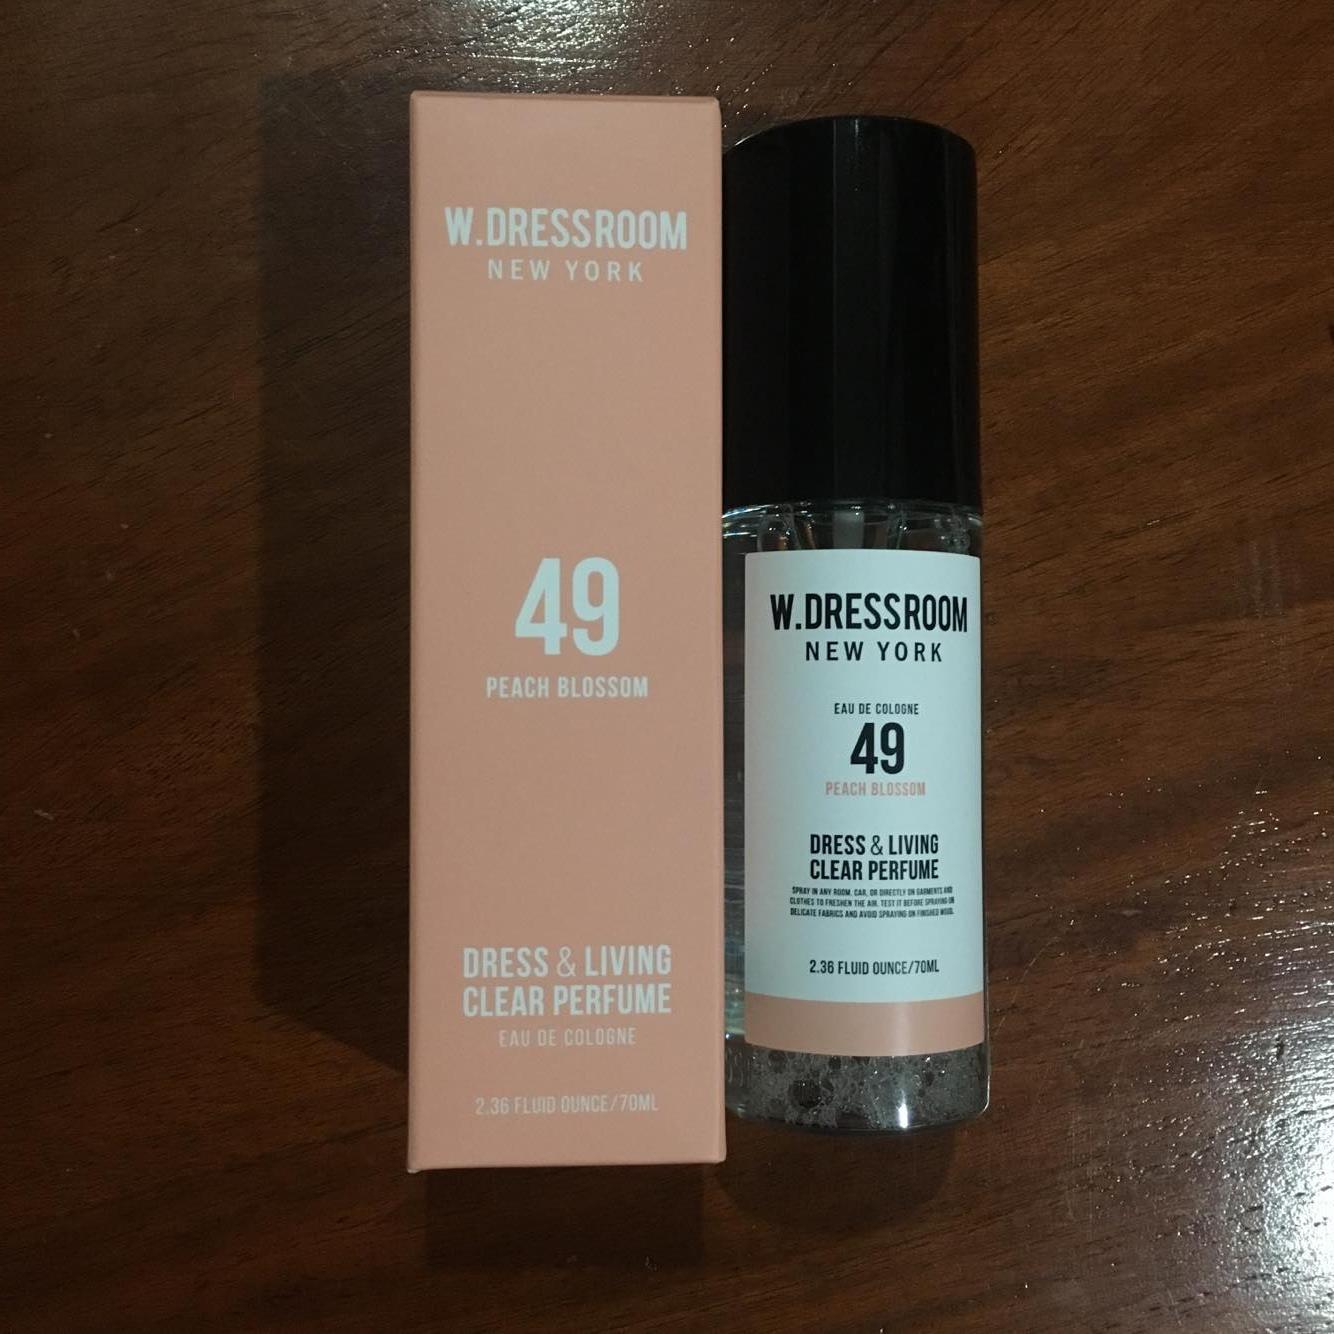 W.DRESSROOM
NEW YORK
49
PEACH BLOSSOM
DRESS & LIVING
CLEAR PERFUME
EAU DE COLOGNE
2.36 FLUID OUNCE/70ML
W.DRESSROOM
NEW YORK
EAU DE COLOGNE
49
PEACH BLOSSOM
DRESS & LIVING
CLEAR PERFUME
SPRAY IN ANY ROOM, CAR, OR DIRECTLY ON GARMENTS AND
CLOTHES TO FRESHEN THE AIR. TEST IT BEFORE SPRAYING ON
DELICATE FABRICS AND AVOID SPRAYING ON FINISHED WOOD.
2.36 FLUID OUNCE/70ML